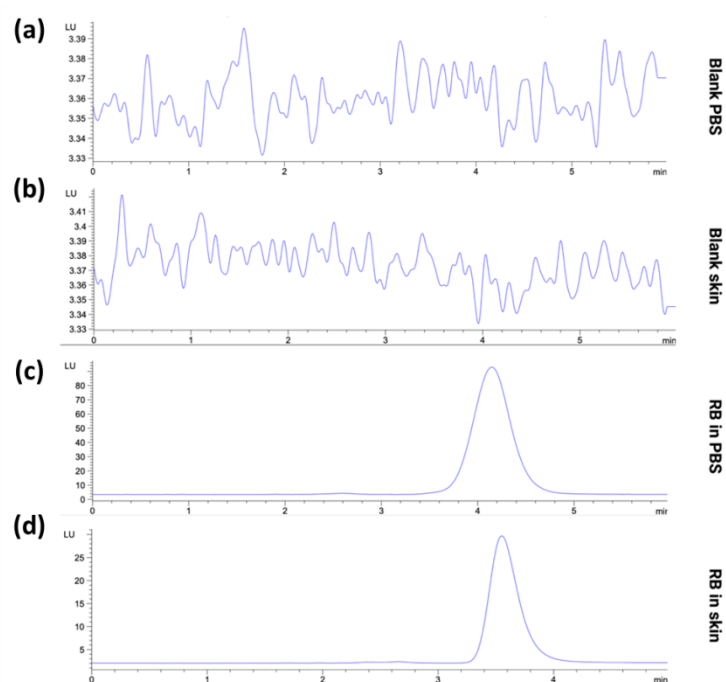 (a)
LU
3.39
3.38
3.37
3.36
3.35
3.34
3.33
0 1 2 3 4 5 min
Blank PBS
(b)
LU
3.41
3.4
3.39
3.38
3.37
3.36
3.35
3.34
3.33
0 1 2 3 4 5 min
Blank skin
(c)
LU
80
70
60
50
40
30
20
10
0
0 1 2 3 4 5 min
RB in PBS
(d)
LU
25
20
15
10
5
0 1 2 3 4 min
RB in skin